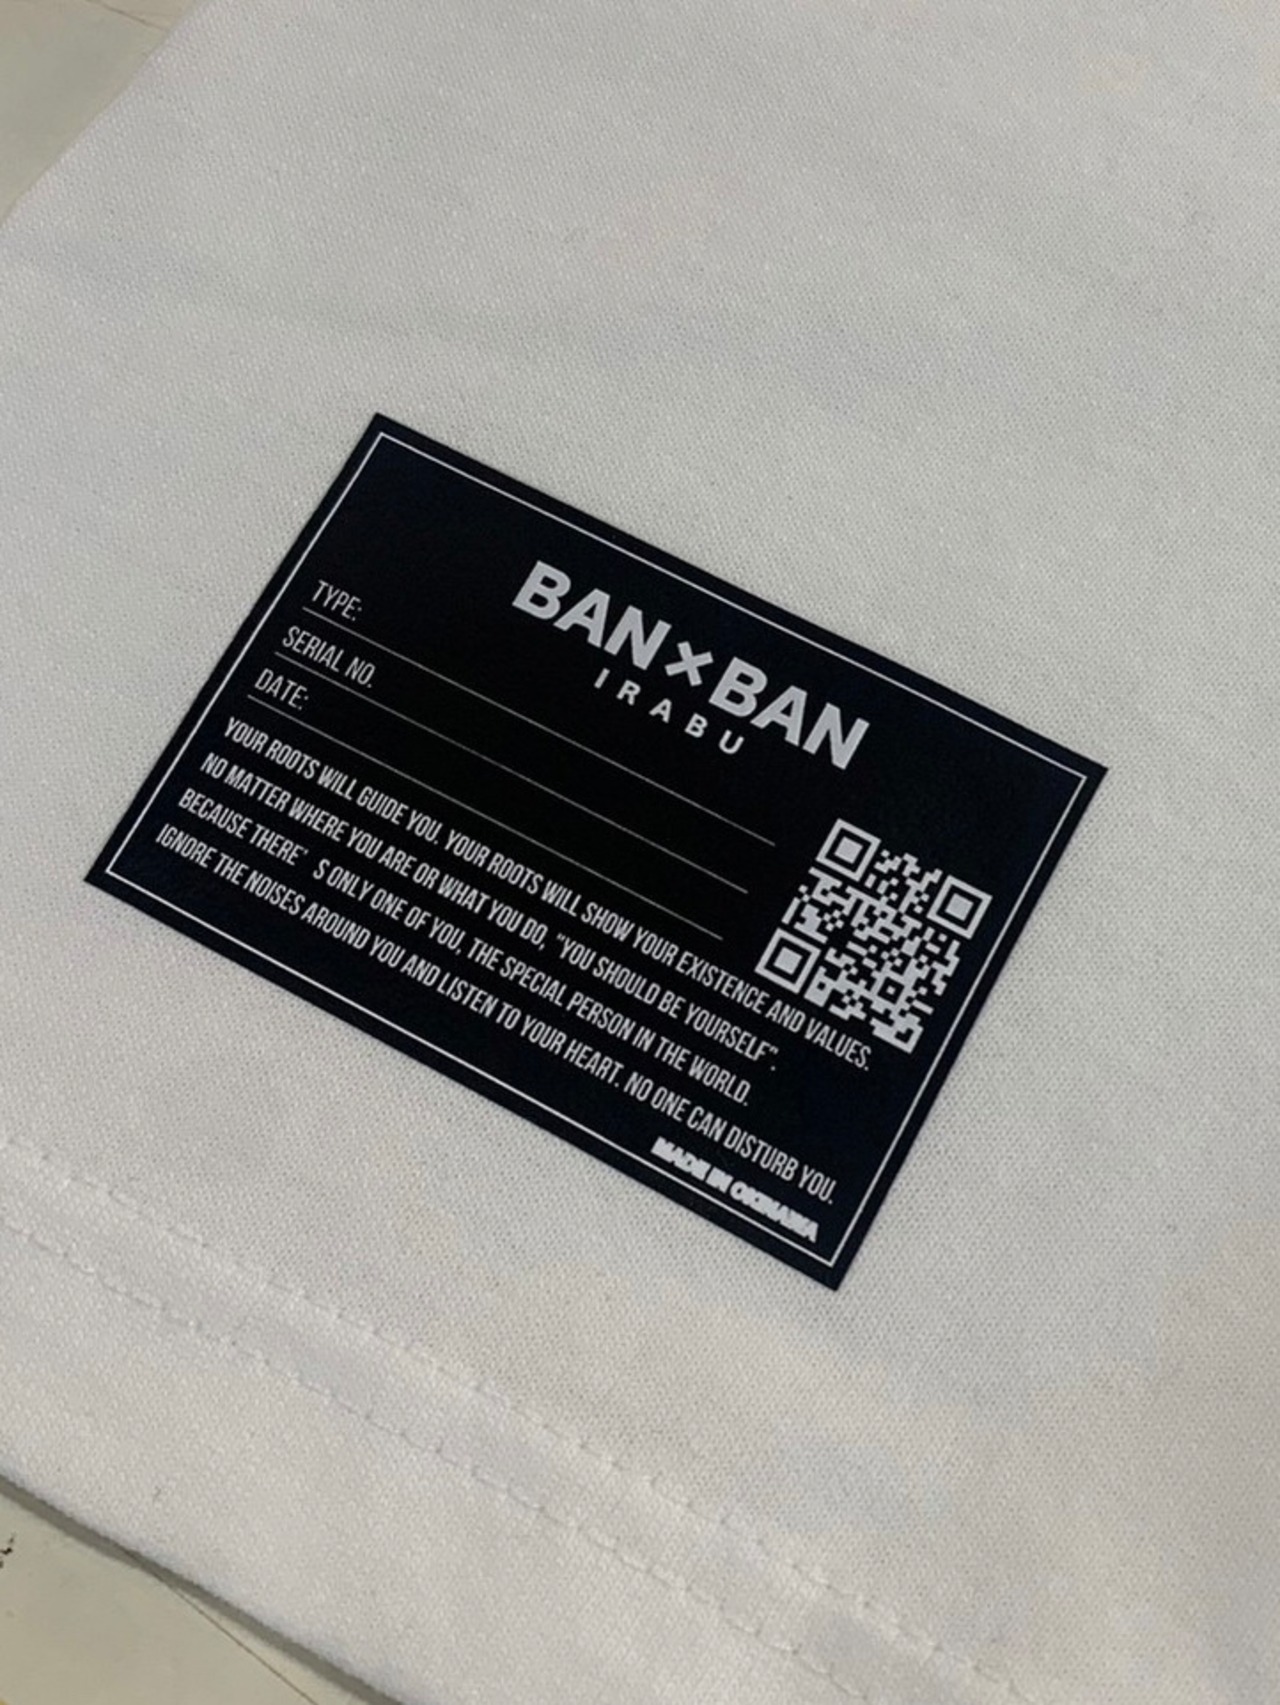 BAN×BAN
IRABU
TYPE:
SERIAL NO.
DATE:
YOUR ROOTS WILL GUIDE YOU. YOUR ROOTS WILL SHOW YOUR EXISTENCE AND VALUES.
NO MATTER WHERE YOU ARE OR WHAT YOU DO, "YOU SHOULD BE YOURSELF".
BECAUSE THERE' S ONLY ONE OF YOU, THE SPECIAL PERSON IN THE WORLD.
IGNORE THE NOISES AROUND YOU AND LISTEN TO YOUR HEART. NO ONE CAN DISTURB YOU.
MADE IN OKINAWA